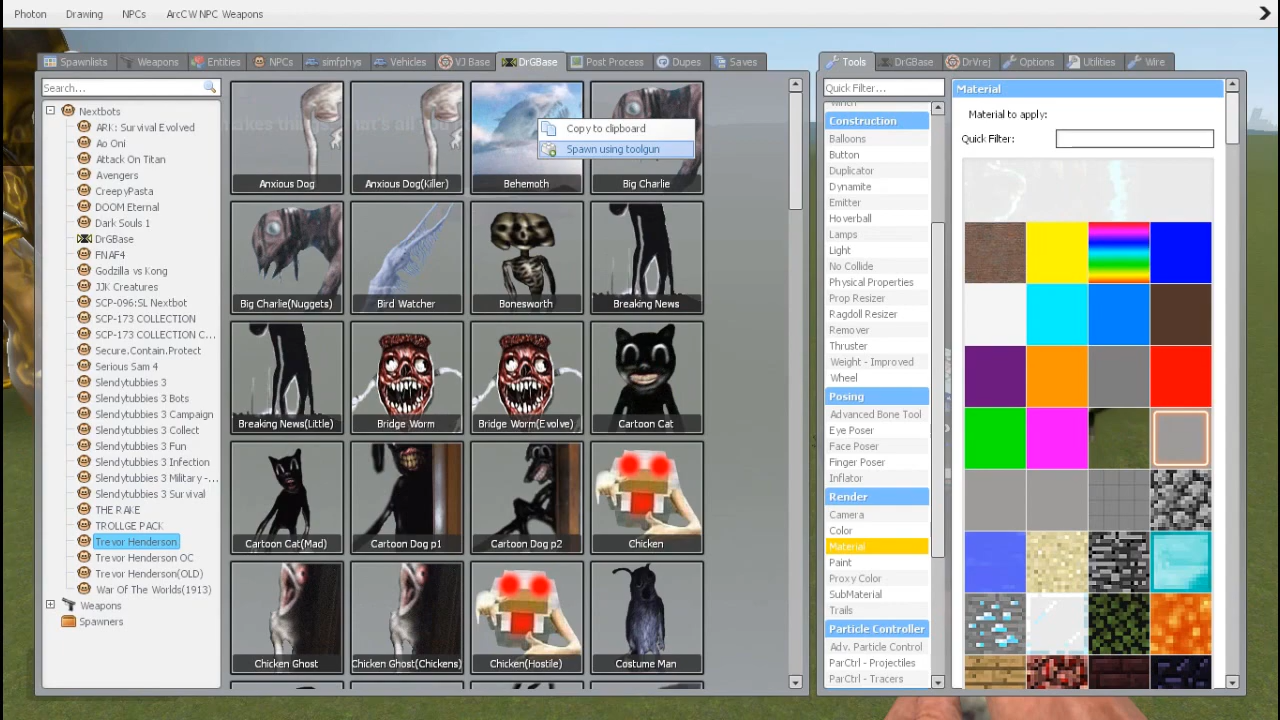 Photon Drawing NPCs ArcCW NPC Weapons
Spawnlists Weapons Entities NPCs simfphys Vehicles VJ Base DrGBase Post Process Dupes Saves
Search...
Nextbots
ARK: Survival Evolved
Ao Oni
Attack On Titan
Avengers
CreepyPasta
DOOM Eternal
Dark Souls 1
DrGBase
FNAF4
Godzilla vs Kong
JJK Creatures
SCP-096:SL Nextbot
SCP-173 COLLECTION
SCP-173 COLLECTION C...
Secure.Contain.Protect
Serious Sam 4
Slendytubbies 3
Slendytubbies 3 Bots
Slendytubbies 3 Campaign
Slendytubbies 3 Collect
Slendytubbies 3 Fun
Slendytubbies 3 Infection
Slendytubbies 3 Military -...
Slendytubbies 3 Survival
THE RAKE
TROLLGE PACK
Trevor Henderson
Trevor Henderson OC
Trevor Henderson(OLD)
War Of The Worlds(1913)
Weapons
Spawners
Copy to clipboard
Spawn using toolgun
Anxious Dog Anxious Dog(Killer) Behemoth Big Charlie
Big Charlie(Nuggets) Bird Watcher Bonesworth Breaking News
Breaking News(Little) Bridge Worm Bridge Worm(Evolve) Cartoon Cat
Cartoon Cat(Mad) Cartoon Dog p1 Cartoon Dog p2 Chicken
Chicken Ghost Chicken Ghost(Chickens) Chicken(Hostile) Costume Man
Tools DrGBase DrVrej Options Utilities Wire
Quick Filter...
Winch
Construction
Balloons
Button
Duplicator
Dynamite
Emitter
Hoverball
Lamps
Light
No Collide
Physical Properties
Prop Resizer
Ragdoll Resizer
Remover
Thruster
Weight - Improved
Wheel
Posing
Advanced Bone Tool
Eye Poser
Face Poser
Finger Poser
Inflator
Render
Camera
Color
Material
Paint
Proxy Color
SubMaterial
Trails
Particle Controller
Adv. Particle Control
ParCtrl - Projectiles
ParCtrl - Tracers
Material
Material to apply:
Quick Filter: